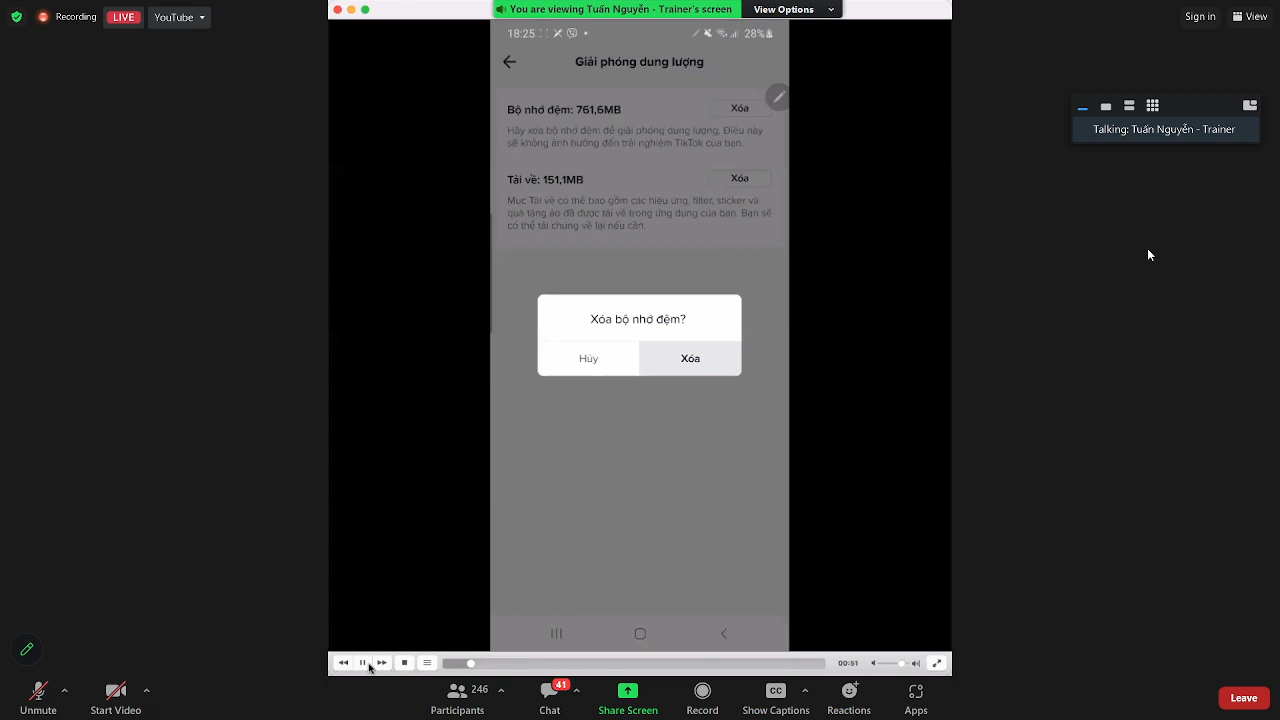 Recording
LIVE
YouTube
You are viewing Tuấn Nguyễn - Trainer's screen
View Options
View
18:25
28%
Giải phóng dung lượng
Bộ nhớ đệm: 761,6MB
Xóa
Hãy xóa bộ nhớ đệm để giải phóng dung lượng. Điều này
sẽ không ảnh hưởng đến trải nghiệm TikTok của bạn.
Tải về: 151,1MB
Xóa
Mục Tải về có thể bao gồm các hiệu ứng, filter, sticker và
quà tặng ảo đã được tải về trong ứng dụng của bạn. Bạn sẽ
có thể tải chúng về lại nếu cần.
Talking: Tuấn Nguyễn - Trainer
Xóa bộ nhớ đệm?
Hủy
Xóa
00:51
Unmute
Start Video
246
Participants
41
Chat
Share Screen
Record
CC
Show Captions
Reactions
Apps
Leave